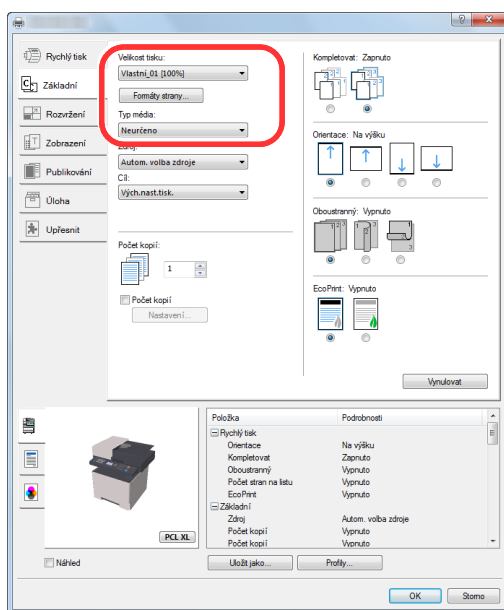 Rychlý tisk
Základní
Rozvržení
Zobrazení
Publikování
Úloha
Upřesnit
Velikost tisku:
Vlastní_01 [100%]
Formáty strany...
Typ média:
Neurčeno
Zdroj:
Autom. volba zdroje
Cíl:
Vých.nast.tisk.
Počet kopií:
1
Počet kopií
Nastavení...
Kompletovat: Zapnuto
Orientace: Na výšku
Oboustranný: Vypnuto
EcoPrint: Vypnuto
Vynulovat
PCL XL
Náhled
Položka Podrobnosti
Rychlý tisk
Orientace Na výšku
Kompletovat Zapnuto
Oboustranný Vypnuto
Počet stran na listu Vypnuto
EcoPrint Vypnuto
Základní
Zdroj Autom. volba zdroje
Počet kopií Vypnuto
Počet kopií Vypnuto
Uložit jako... Profily...
OK Storno